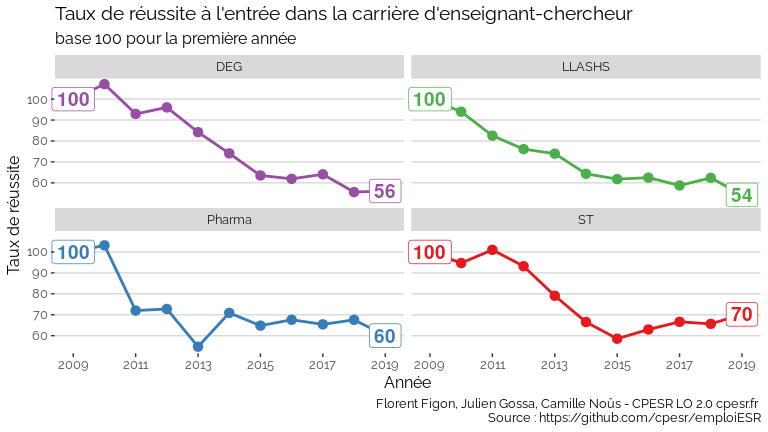 Taux de réussite à l'entrée dans la carrière d'enseignant-chercheur
base 100 pour la première année
DEG
LLASHS
100
90
80
70
60
100
56
100
54
Pharma
ST
100
90
80
70
60
100
60
100
70
Taux de réussite
2009 2011 2013 2015 2017 2019
2009 2011 2013 2015 2017 2019
Année
Florent Figon, Julien Gossa, Camille Noûs - CPESR LO 2.0 cpesr.fr
Source : https://github.com/cpesr/emploiESR